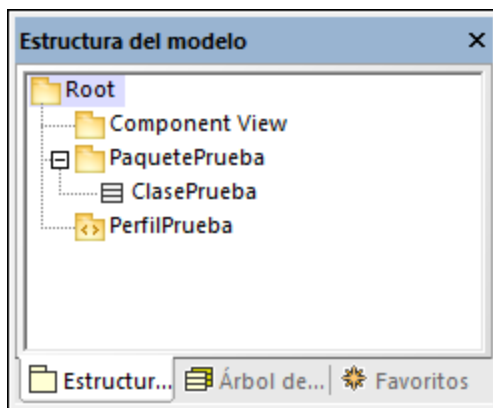 Estructura del modelo
Root
Component View
PaquetePrueba
ClasePrueba
PerfilPrueba
Estructur... Árbol de... Favoritos